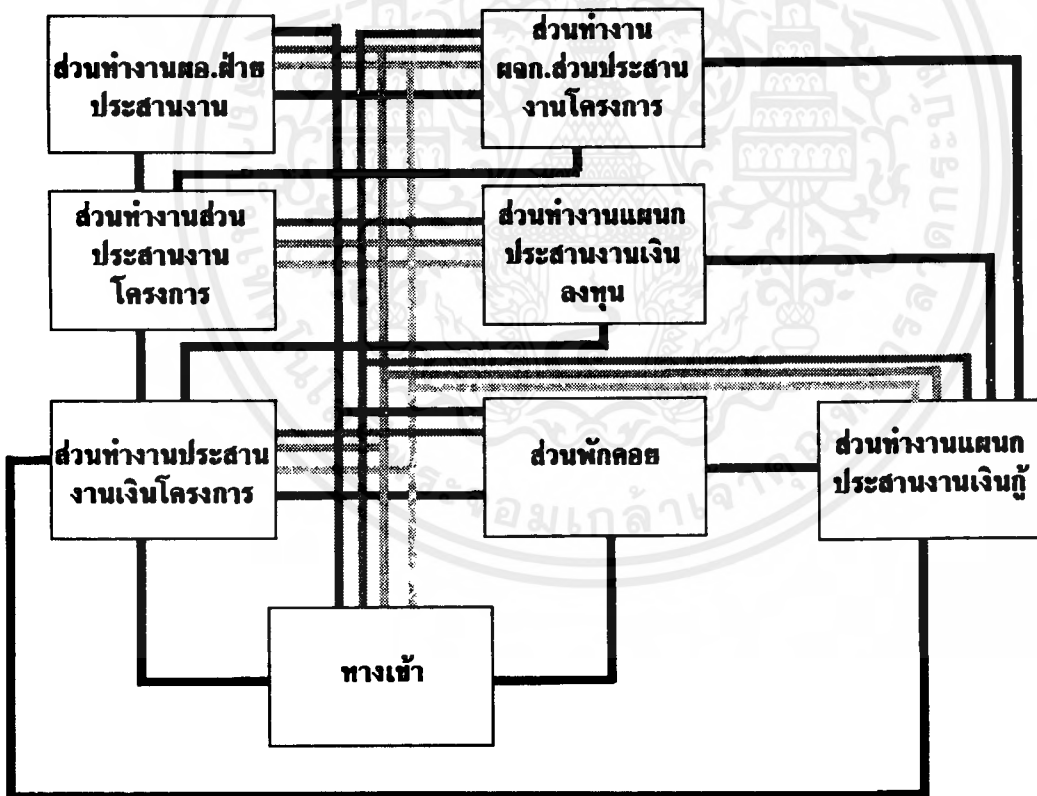 ส่วนทำงานผอ.ฝ่าย
ประสานงาน
ส่วนทำงาน
ผจก.ส่วนประสาน
งานโครงการ
ส่วนทำงานส่วน
ประสานงาน
โครงการ
ส่วนทำงานแผนก
ประสานงานเงิน
ลงทุน
ส่วนทำงานประสาน
งานเงินโครงการ
ส่วนพักคอย
ส่วนทำงานแผนก
ประสานงานเงินกู้
ทางเข้า